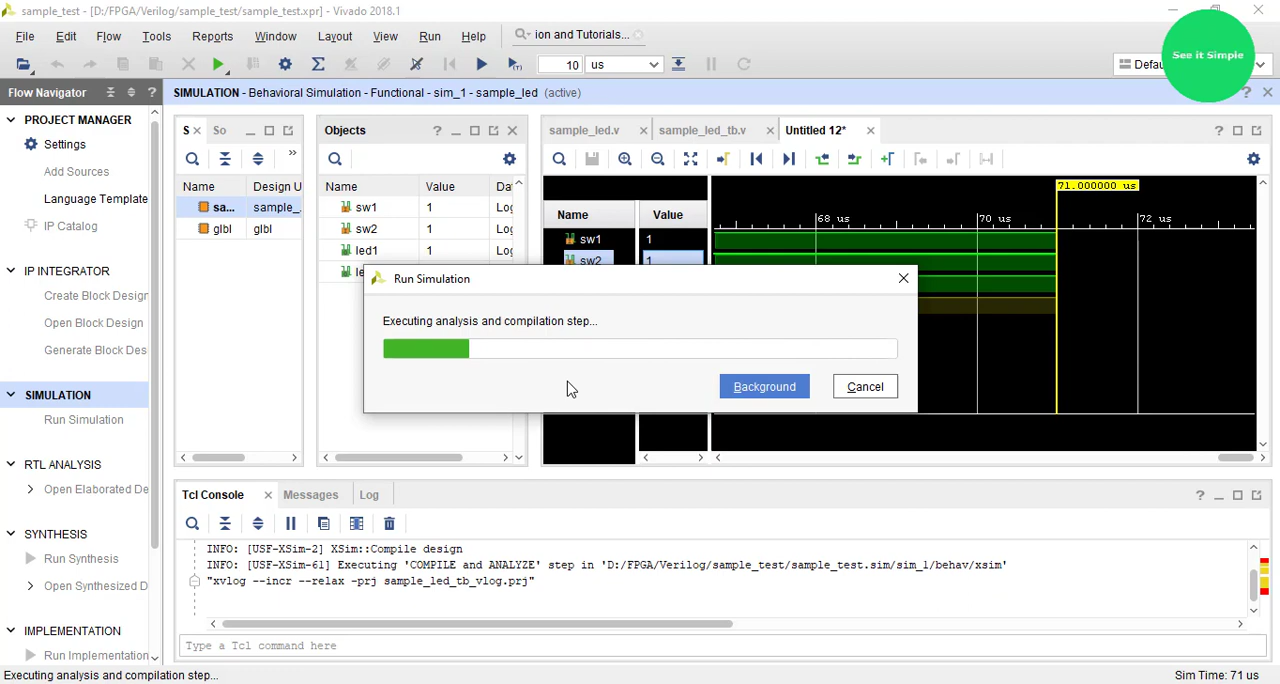 sample_test - [D:/FPGA/Verilog/sample_test/sample_test.xpr] - Vivado 2018.1
File Edit Flow Tools Reports Window Layout View Run Help ion and Tutorials...
10 us
See it Simple
Flow Navigator ? SIMULATION - Behavioral Simulation - Functional - sim_1 - sample_led (active)
PROJECT MANAGER
Settings
Add Sources
Language Template
IP Catalog
IP INTEGRATOR
Create Block Design
Open Block Design
Generate Block Des
SIMULATION
Run Simulation
RTL ANALYSIS
Open Elaborated De
SYNTHESIS
Run Synthesis
Open Synthesized D
IMPLEMENTATION
Run Implementation
S So
Name Design U
sa... sample_
glbl glbl
Objects
Name Value
sw1 1
sw2 1
led1 1
sample_led.v sample_led_tb.v Untitled 12*
Name Value
sw1 1
sw2 1
71.000000 us
68 us 70 us 72 us
Run Simulation
Executing analysis and compilation step...
Background Cancel
Tcl Console Messages Log
INFO: [USF-XSim-2] XSim::Compile design
INFO: [USF-XSim-61] Executing 'COMPILE and ANALYZE' step in 'D:/FPGA/Verilog/sample_test/sample_test.sim/sim_1/behav/xsim'
"xvlog --incr --relax -prj sample_led_tb_vlog.prj"
Type a Tcl command here
Executing analysis and compilation step... Sim Time: 71 us